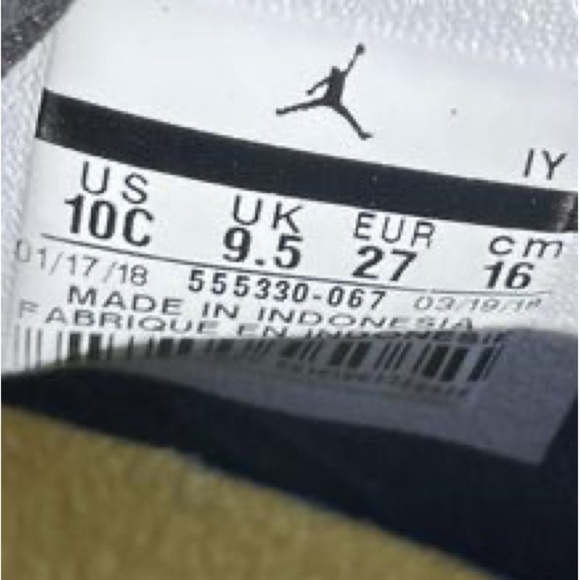 IY
US UK EUR cm
10C 9.5 27 16
01/17/18 555330-067 03/19/18
MADE IN INDONESIA
FABRIQUE EN INDONESIE